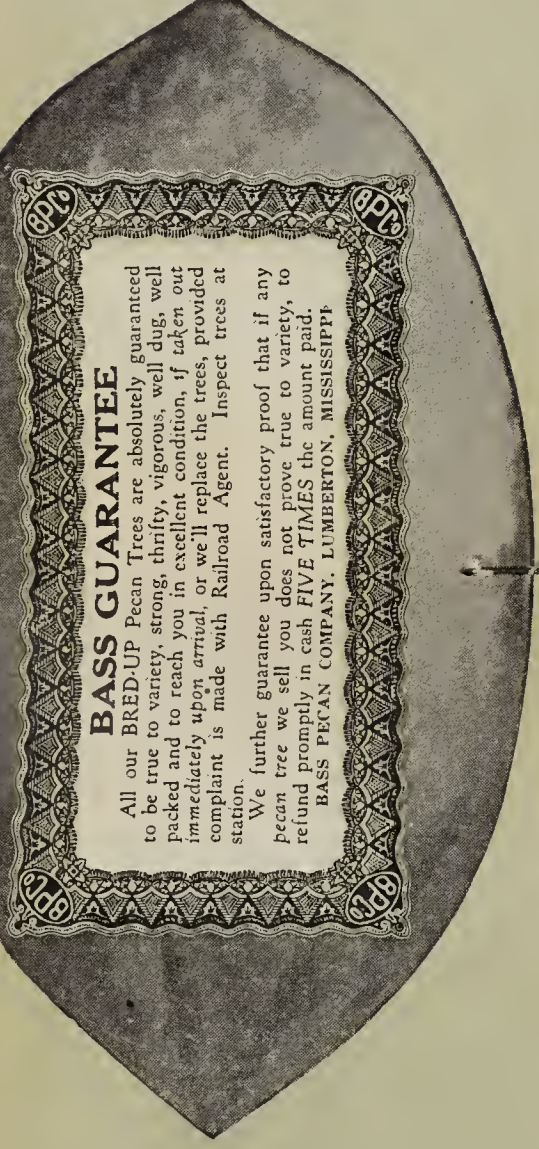 BPCo
BPCo
BASS GUARANTEE
All our BRED-UP Pecan Trees are absolutely guaranteed
to be true to variety, strong, thrifty, vigorous, well dug, well
packed and to reach you in excellent condition, if taken out
immediately upon arrival, or we'll replace the trees, provided
complaint is made with Railroad Agent. Inspect trees at
station.
We further guarantee upon satisfactory proof that if any
pecan tree we sell you does not prove true to variety, to
refund promptly in cash FIVE TIMES the amount paid.
BASS PECAN COMPANY, LUMBERTON, MISSISSIPPI
BPCo
BPCo